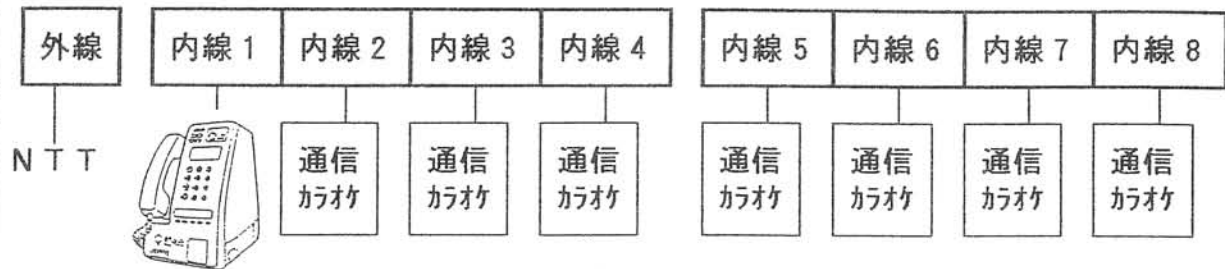 外線 内線1 内線2 内線3 内線4 内線5 内線6 内線7 内線8
NTT
通信 通信 通信 通信 通信 通信 通信
カラオケ カラオケ カラオケ カラオケ カラオケ カラオケ カラオケ